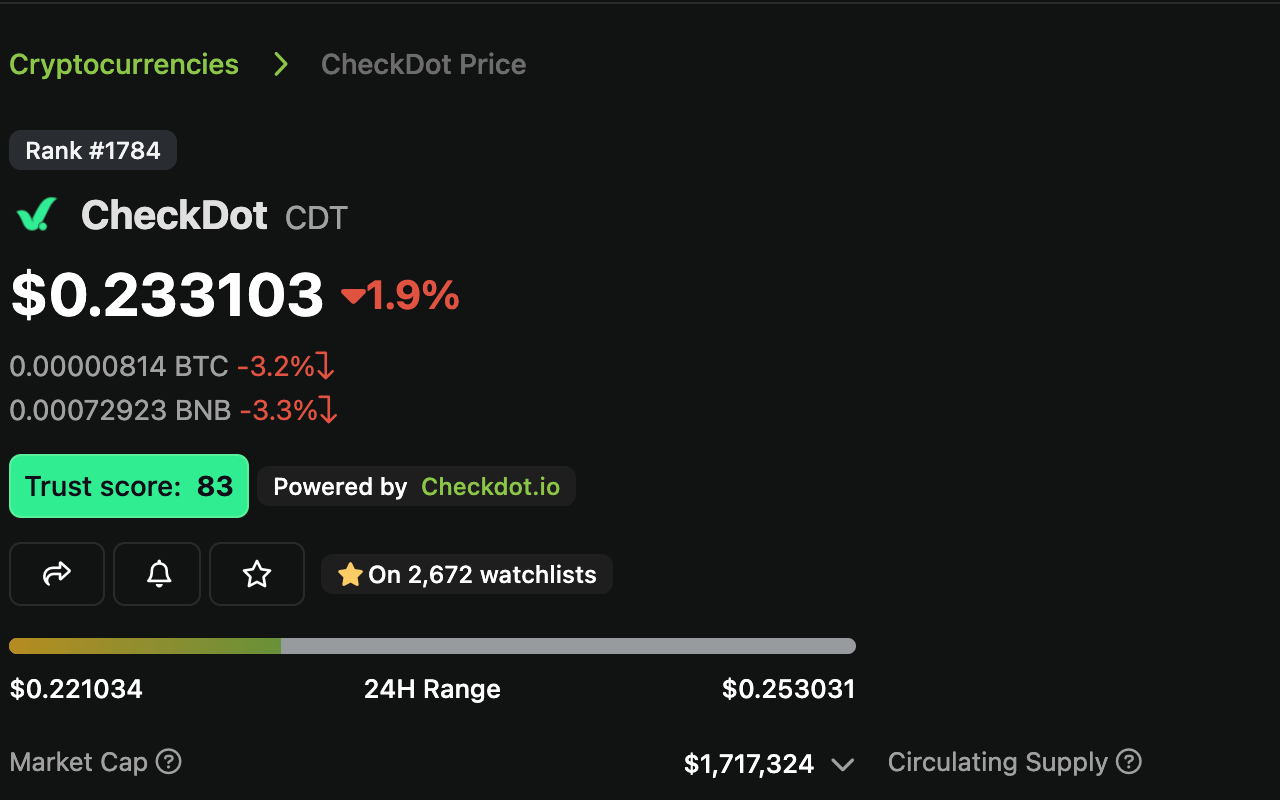 Cryptocurrencies > CheckDot Price
Rank #1784
CheckDot CDT
$0.233103 1.9%
0.00000814 BTC -3.2%
0.00072923 BNB -3.3%
Trust score: 83 Powered by Checkdot.io
On 2,672 watchlists
$0.221034 24H Range $0.253031
Market Cap ? $1,717,324 Circulating Supply ?